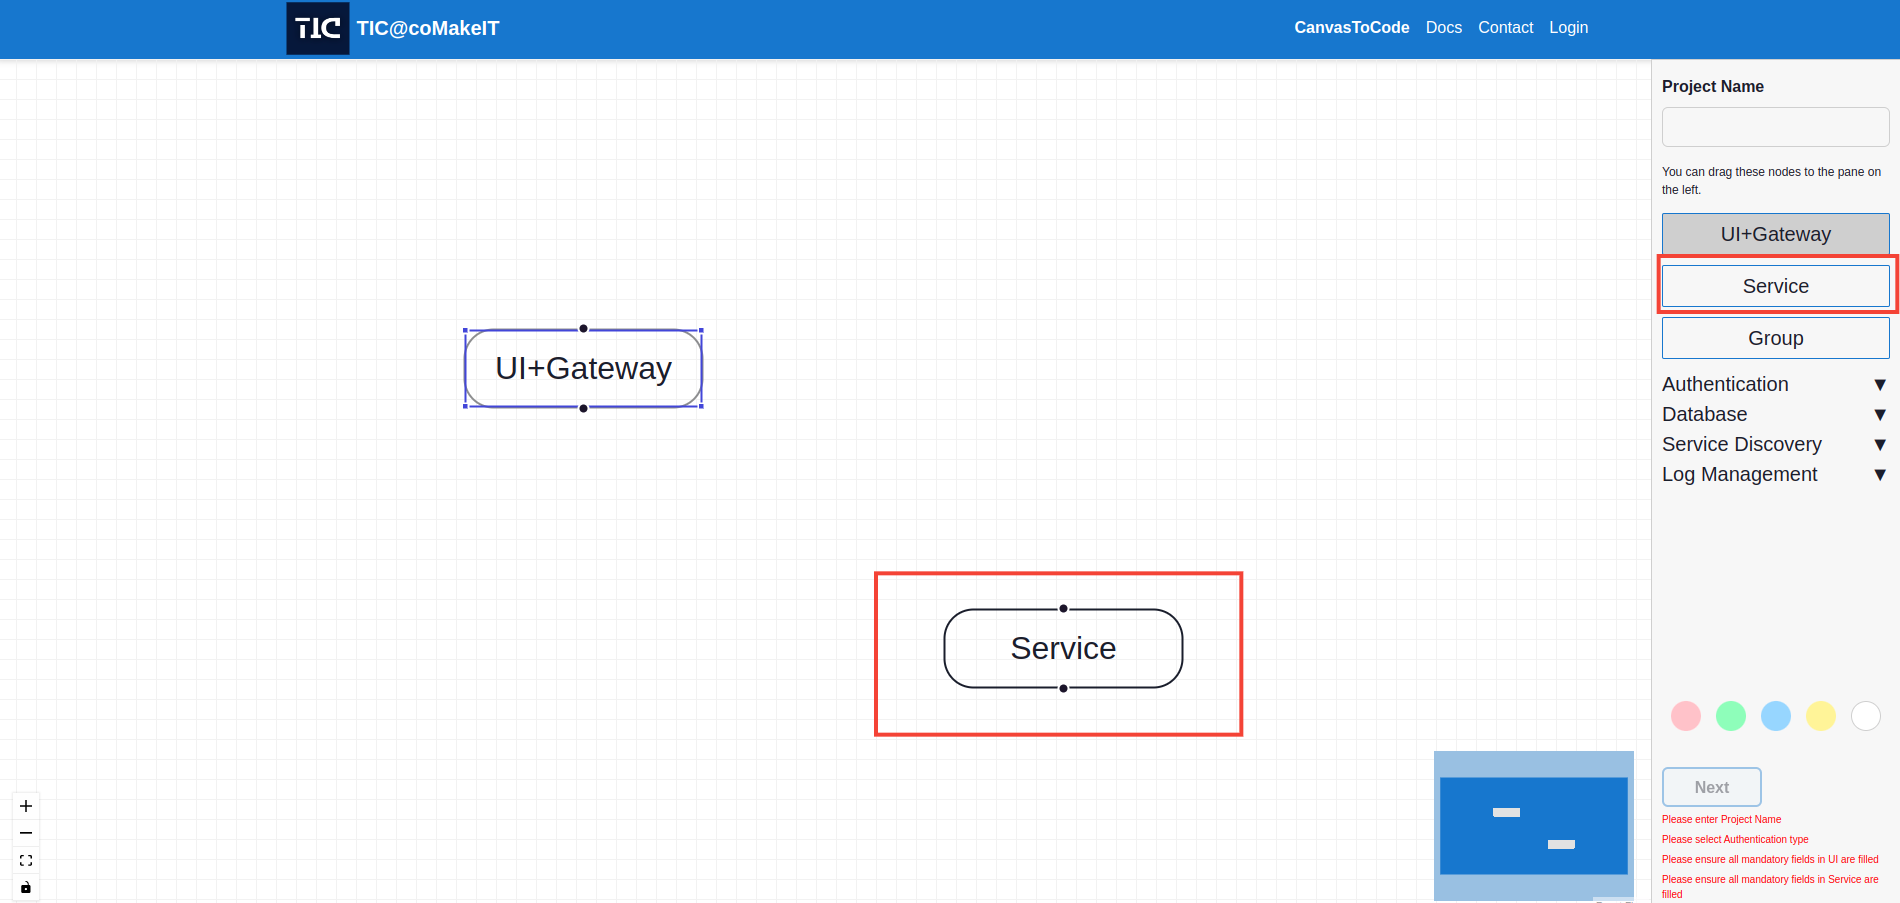 TIC TIC@coMakeIT
CanvasToCode Docs Contact Login
Project Name
You can drag these nodes to the pane on
the left.
UI+Gateway
Service
Group
Authentication ▼
Database ▼
Service Discovery ▼
Log Management ▼
UI+Gateway
Service
Next
Please enter Project Name
Please select Authentication type
Please ensure all mandatory fields in UI are filled
Please ensure all mandatory fields in Service are
filled